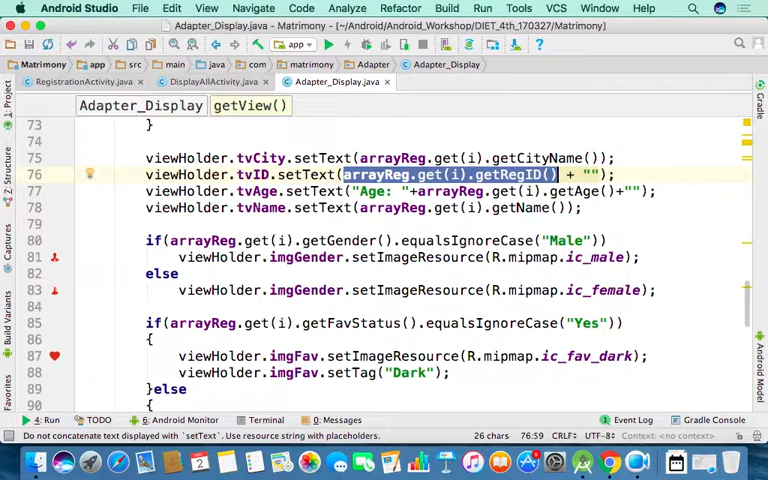 Android Studio File Edit View Navigate Code Analyze Refactor Build Run Tools VCS Window Help
Adapter_Display.java - Matrimony - [~/Android/Android_Workshop/DIET_4th_170327/Matrimony]
app
Matrimony app src main java com matrimony Adapter Adapter_Display
RegistrationActivity.java DisplayAllActivity.java Adapter_Display.java
Adapter_Display getView()
73 }
74
75 viewHolder.tvCity.setText(arrayReg.get(i).getCityName());
76 viewHolder.tvID.setText(arrayReg.get(i).getRegID() + "");
77 viewHolder.tvAge.setText("Age: "+arrayReg.get(i).getAge()+"");
78 viewHolder.tvName.setText(arrayReg.get(i).getName());
79
80 if(arrayReg.get(i).getGender().equalsIgnoreCase("Male"))
81 viewHolder.imgGender.setImageResource(R.mipmap.ic_male);
82 else
83 viewHolder.imgGender.setImageResource(R.mipmap.ic_female);
84
85 if(arrayReg.get(i).getFavStatus().equalsIgnoreCase("Yes"))
86 {
87 viewHolder.imgFav.setImageResource(R.mipmap.ic_fav_dark);
88 viewHolder.imgFav.setTag("Dark");
89 }else
90 {
1: Project
7: Structure
Captures
Build Variants
Favorites
Gradle
Android Model
4: Run TODO 6: Android Monitor Terminal 0: Messages 1 Event Log Gradle Console
Do not concatenate text displayed with `setText`. Use resource string with placeholders. 26 chars 76:59 CRLF÷ UTF-8÷ Context: <no context>
2